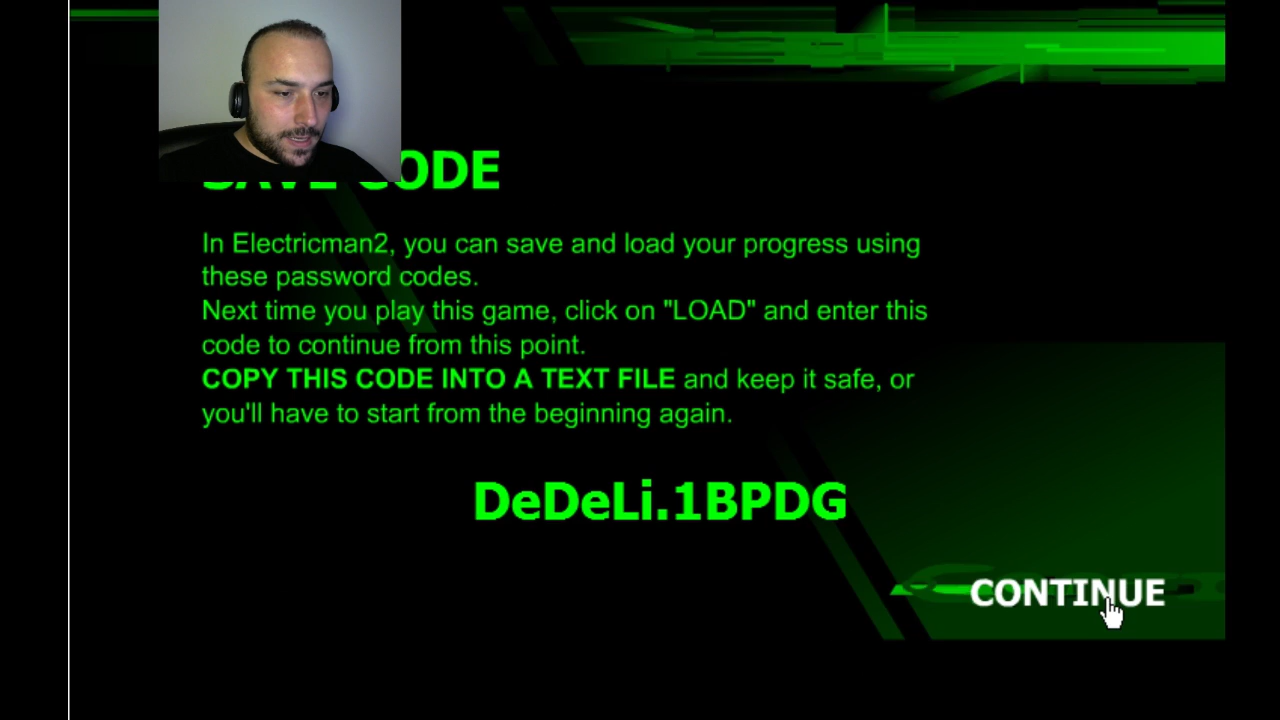 SAVE CODE
In Electricman2, you can save and load your progress using
these password codes.
Next time you play this game, click on "LOAD" and enter this
code to continue from this point.
COPY THIS CODE INTO A TEXT FILE and keep it safe, or
you'll have to start from the beginning again.
DeDeLi.1BPDG
CONTINUE